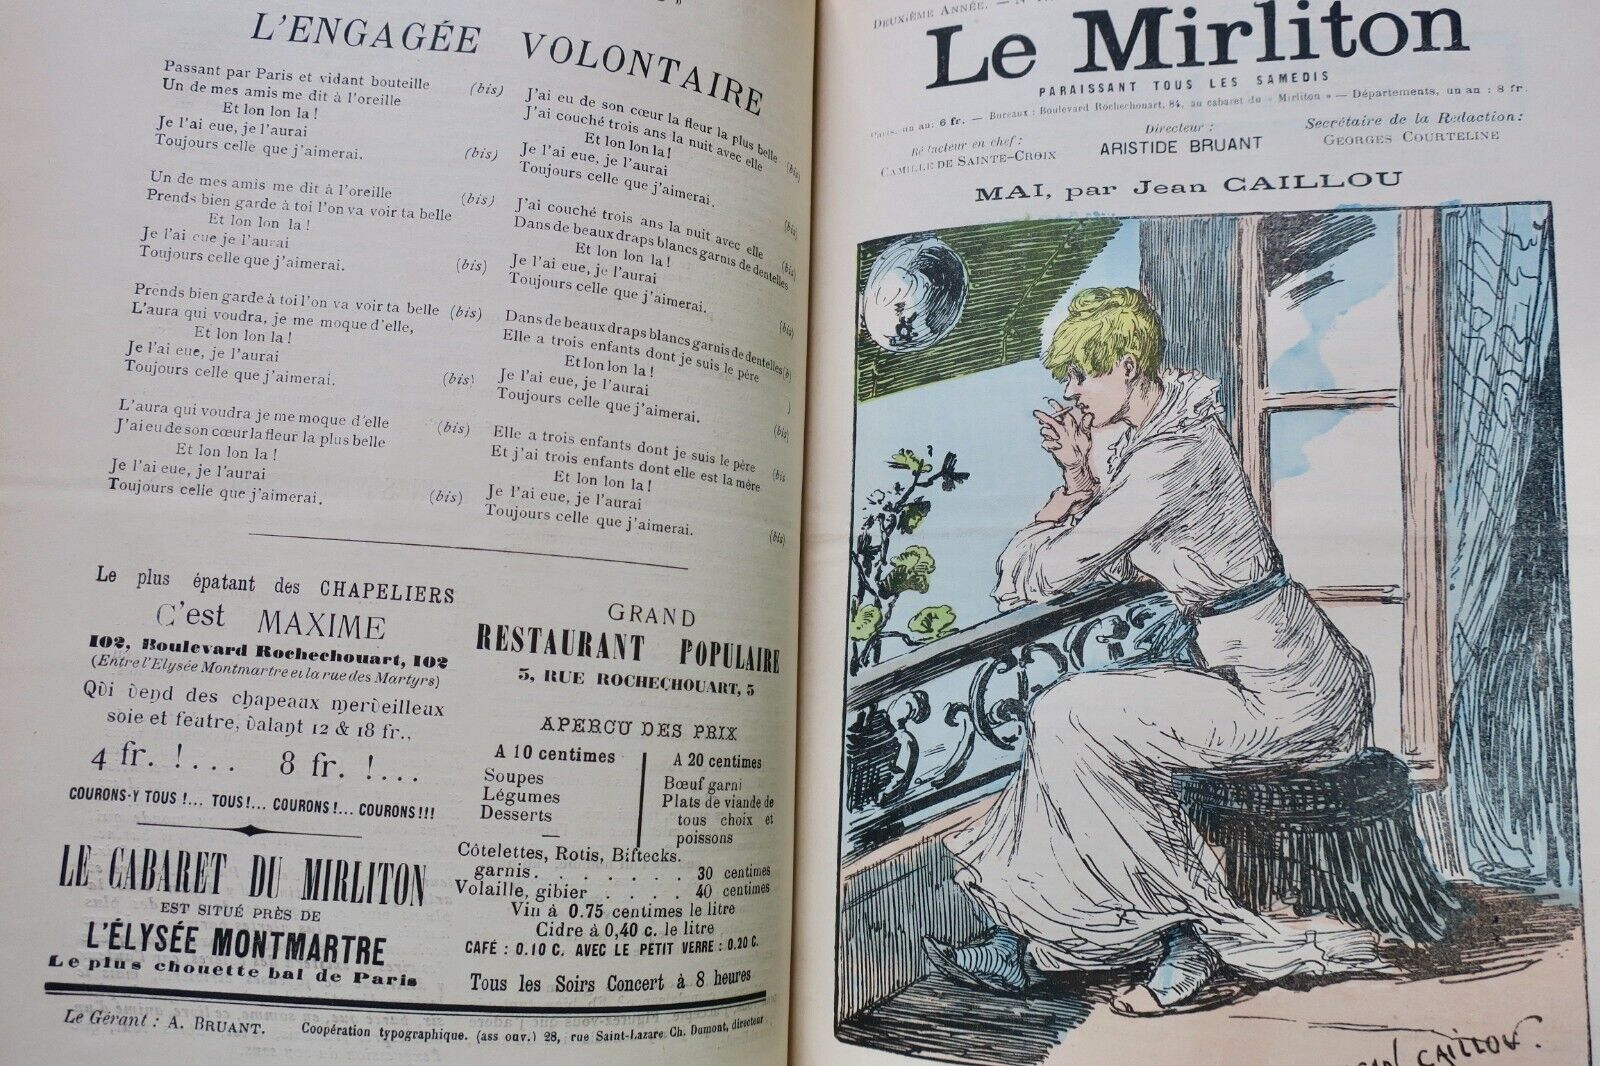 L'ENGAGÉE VOLONTAIRE
Passant par Paris et vidant bouteille (bis)
Un de mes amis me dit à l'oreille
Et lon lon la !
Je l'ai eue, je l'aurai
Toujours celle que j'aimerai. (bis)
Un de mes amis me dit à l'oreille (bis)
Prends bien garde à toi l'on va voir ta belle
Et lon lon la !
Je l'ai eue je l'aurai
Toujours celle que j'aimerai. (bis)
Prends bien garde à toi l'on va voir ta belle (bis)
L'aura qui voudra, je me moque d'elle,
Et lon lon la !
Je l'ai eue, je l'aurai
Toujours celle que j'aimerai. (bis)
L'aura qui voudra je me moque d'elle (bis)
J'ai eu de son cœur la fleur la plus belle
Et lon lon la !
Je l'ai eue, je l'aurai
Toujours celle que j'aimerai. (bis)
J'ai eu de son cœur la fleur la plus belle (bis)
J'ai couché trois ans la nuit avec elle
Et lon lon la !
Je l'ai eue, je l'aurai
Toujours celle que j'aimerai. (bis)
J'ai couché trois ans la nuit avec elle (bis)
Dans de beaux draps blancs garnis de dentelles
Et lon lon la !
Je l'ai eue, je l'aurai
Toujours celle que j'aimerai. (bis)
Dans de beaux draps blancs garnis de dentelles (b)
Elle a trois enfants dont je suis le père
Et lon lon la !
Je l'ai eue, je l'aurai
Toujours celle que j'aimerai. (bis)
Elle a trois enfants dont je suis le père (bis
Et j'ai trois enfants dont elle est la mère
Et lon lon la !
Je l'ai eue, je l'aurai
Toujours celle que j'aimerai. (bis)
Le plus épatant des CHAPELIERS
C'est MAXIME
102, Boulevard Rochechouart, 102
(Entre l'Elysée Montmartre et la rue des Martyrs)
Qui vend des chapeaux merveilleux
soie et feutre, valant 12 & 18 fr.,
4 fr. !... 8 fr. !...
COURONS-Y TOUS !... TOUS!... COURONS !... COURONS!!!
LE CABARET DU MIRLITON
EST SITUÉ PRÈS DE
L'ÉLYSÉE MONTMARTRE
Le plus chouette bal de Paris
GRAND
RESTAURANT POPULAIRE
5, RUE ROCHECHOUART, 5
APERCU DES PRIX
A 10 centimes
Soupes
Légumes
Desserts
A 20 centimes
Bœuf garni
Plats de viande de
tous choix et
poissons
Côtelettes, Rotis, Biftecks.
garnis. . . . . . . 30 centimes
Volaille, gibier . . . . 40 centimes
Vin à 0.75 centimes le litre
Cidre à 0,40 c. le litre
CAFÉ : 0.10 C. AVEC LE PETIT VERRE : 0.20 C.
Tous les Soirs Concert à 8 heures
Le Gérant : A. BRUANT. Coopération typographique. (ass ouv.) 28, rue Saint-Lazare Ch. Dumont, directeur
DEUXIÈME ANNÉE. — N
Le Mirliton
PARAISSANT TOUS LES SAMEDIS
Paris, un an: 6 fr. — BUREAUX : Boulevard Rochechouart, 84, au cabaret du « Mirliton » — Départements, un an : 8 fr.
Rédacteur en chef :
CAMILLE DE SAINTE-CROIX
Directeur :
ARISTIDE BRUANT
Secrétaire de la Rédaction :
GEORGES COURTELINE
MAI, par Jean CAILLOU
CAILLOU.